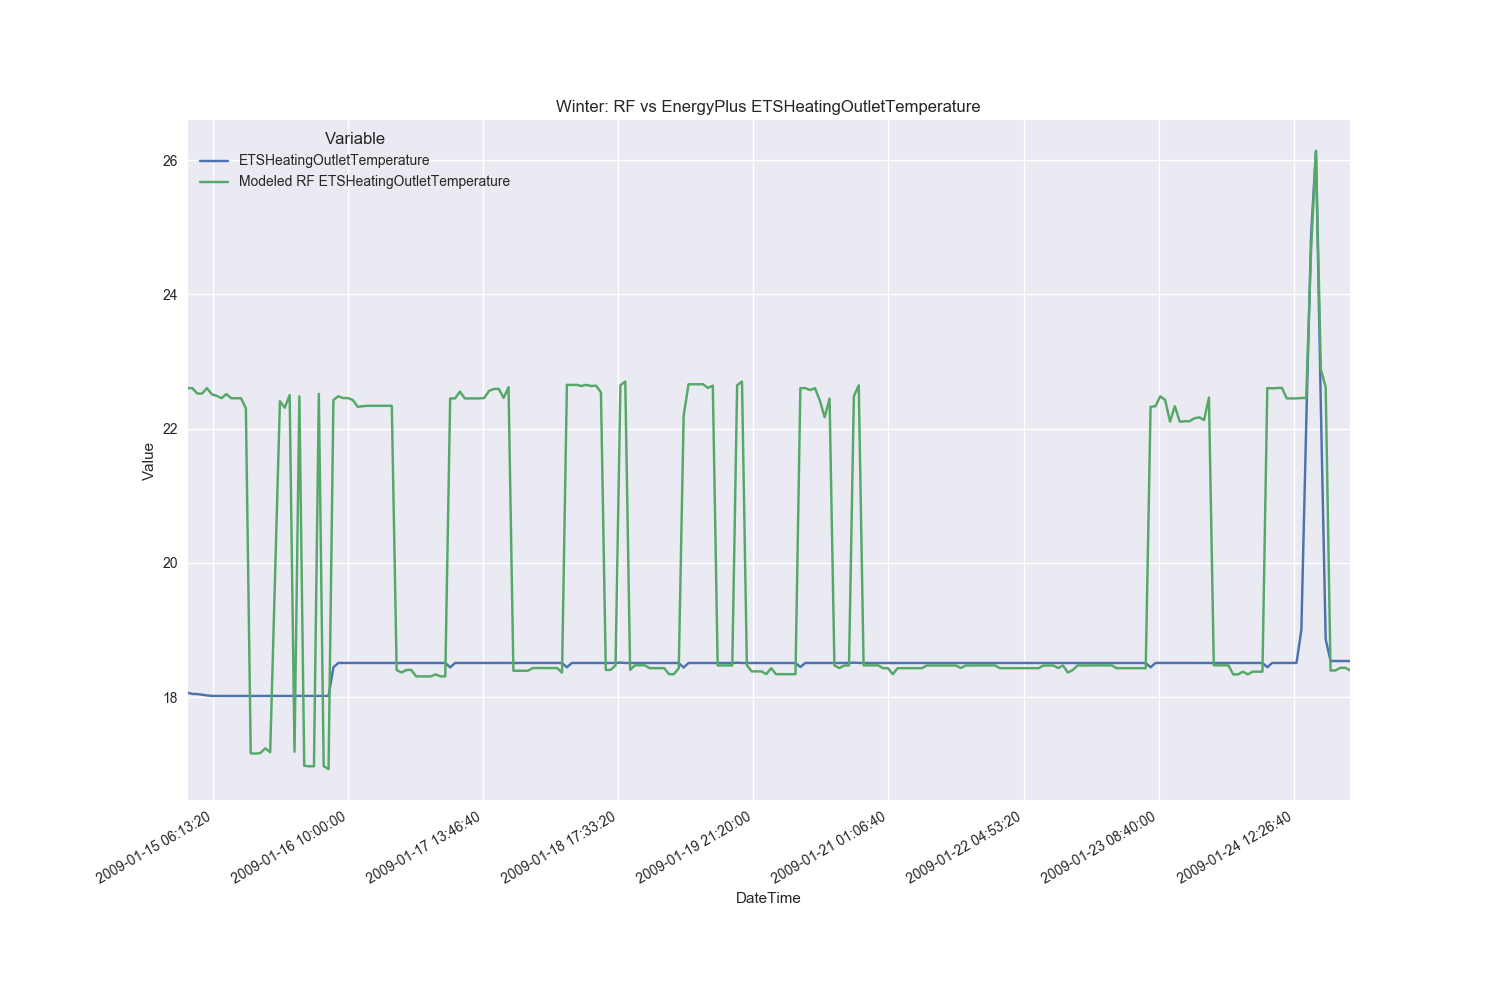 Winter: RF vs EnergyPlus ETSHeatingOutletTemperature
Variable
ETSHeatingOutletTemperature
Modeled RF ETSHeatingOutletTemperature
26
24
22
20
18
Value
2009-01-15 06:13:20
2009-01-16 10:00:00
2009-01-17 13:46:40
2009-01-18 17:33:20
2009-01-19 21:20:00
2009-01-21 01:06:40
2009-01-22 04:53:20
2009-01-23 08:40:00
2009-01-24 12:26:40
DateTime